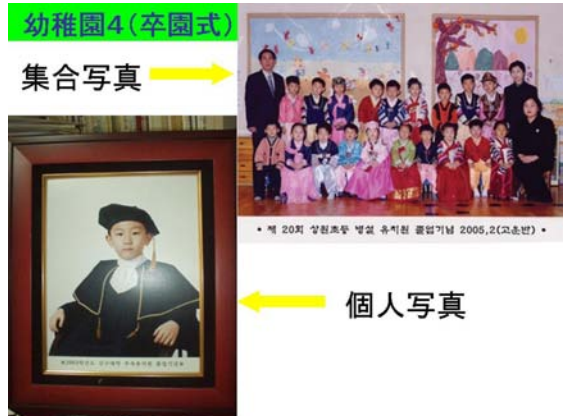 幼稚園4(卒園式)
集合写真
• 제 20회 상원초등 병설 유치원 졸업기념 2005,2(고운반) •
個人写真